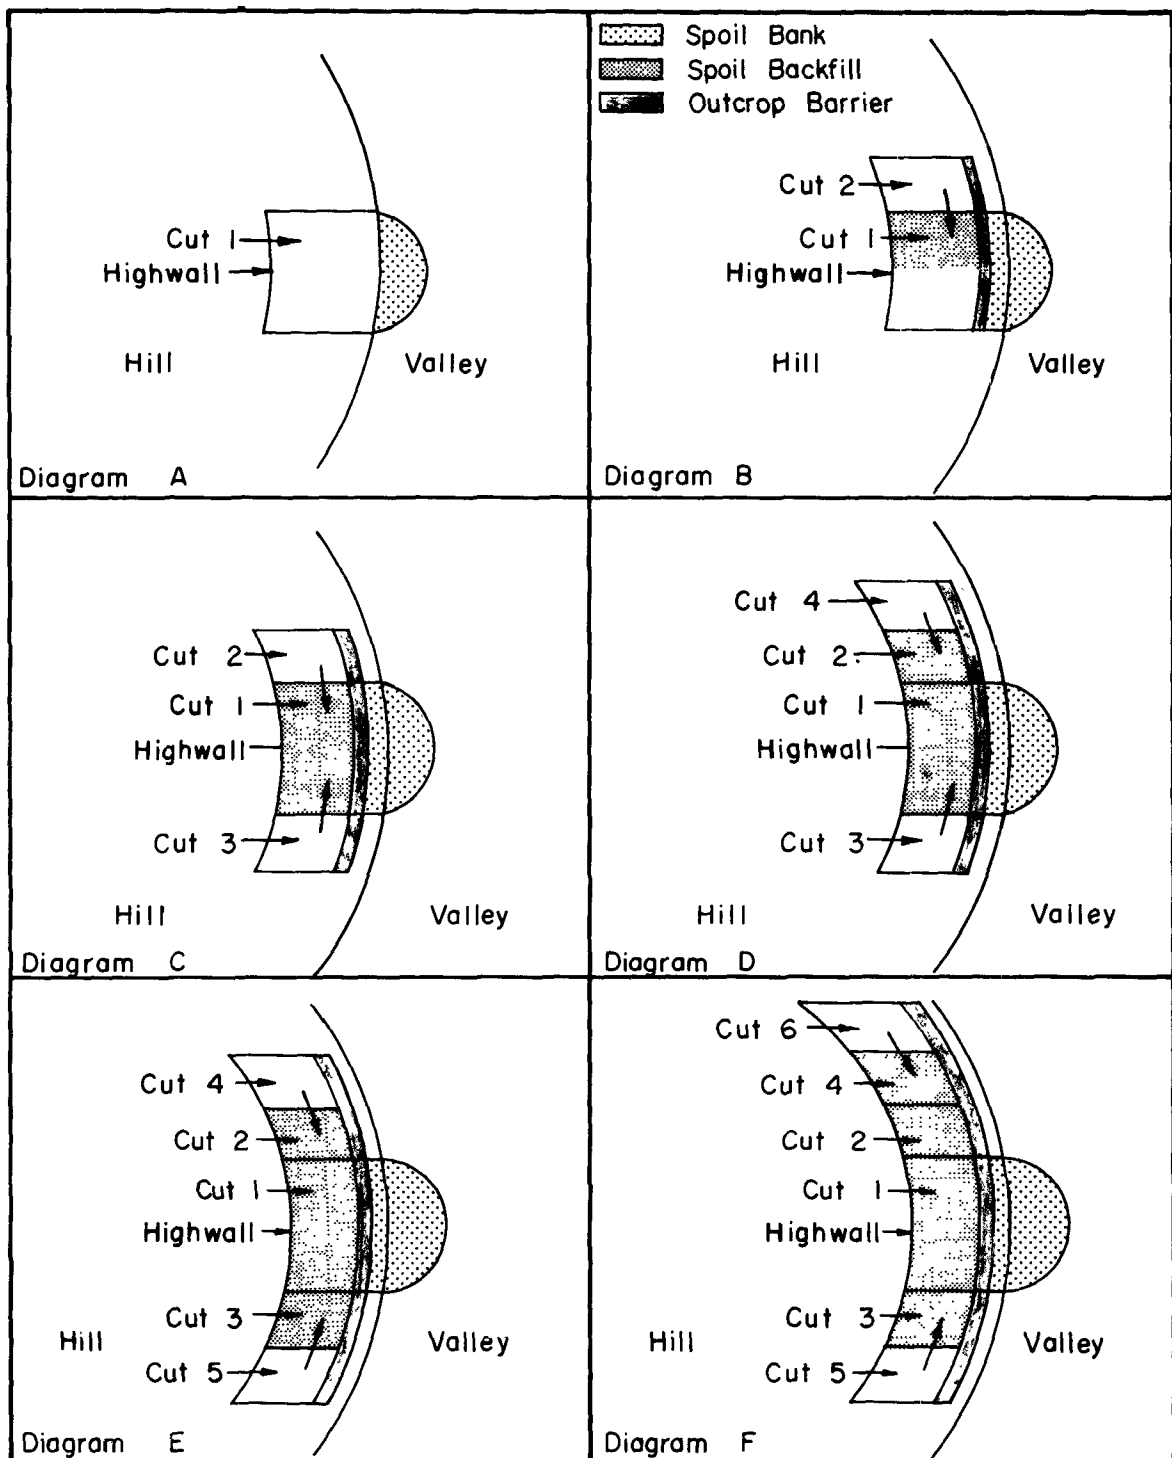 Cut 1
Highwall
Hill
Valley
Diagram A
Spoil Bank
Spoil Backfill
Outcrop Barrier
Cut 2
Cut 1
Highwall
Hill
Valley
Diagram B
Cut 2
Cut 1
Highwall
Cut 3
Hill
Valley
Diagram C
Cut 4
Cut 2
Cut 1
Highwall
Cut 3
Hill
Valley
Diagram D
Cut 4
Cut 2
Cut 1
Highwall
Cut 3
Hill
Valley
Cut 5
Diagram E
Cut 6
Cut 4
Cut 2
Cut 1
Highwall
Cut 3
Hill
Valley
Cut 5
Diagram F